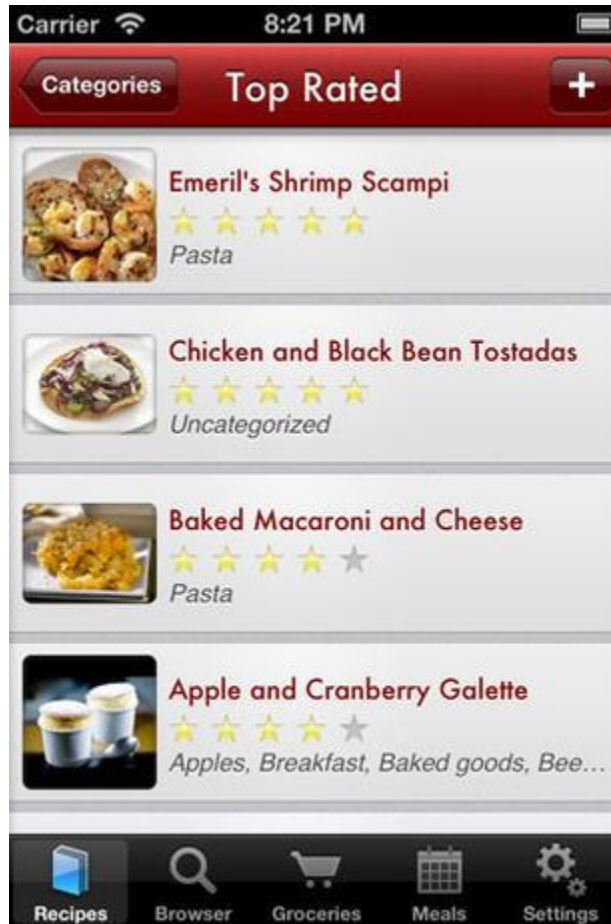 Carrier 8:21 PM
Categories Top Rated +
Emeril's Shrimp Scampi
Pasta
Chicken and Black Bean Tostadas
Uncategorized
Baked Macaroni and Cheese
Pasta
Apple and Cranberry Galette
Apples, Breakfast, Baked goods, Bee...
Recipes Browser Groceries Meals Settings